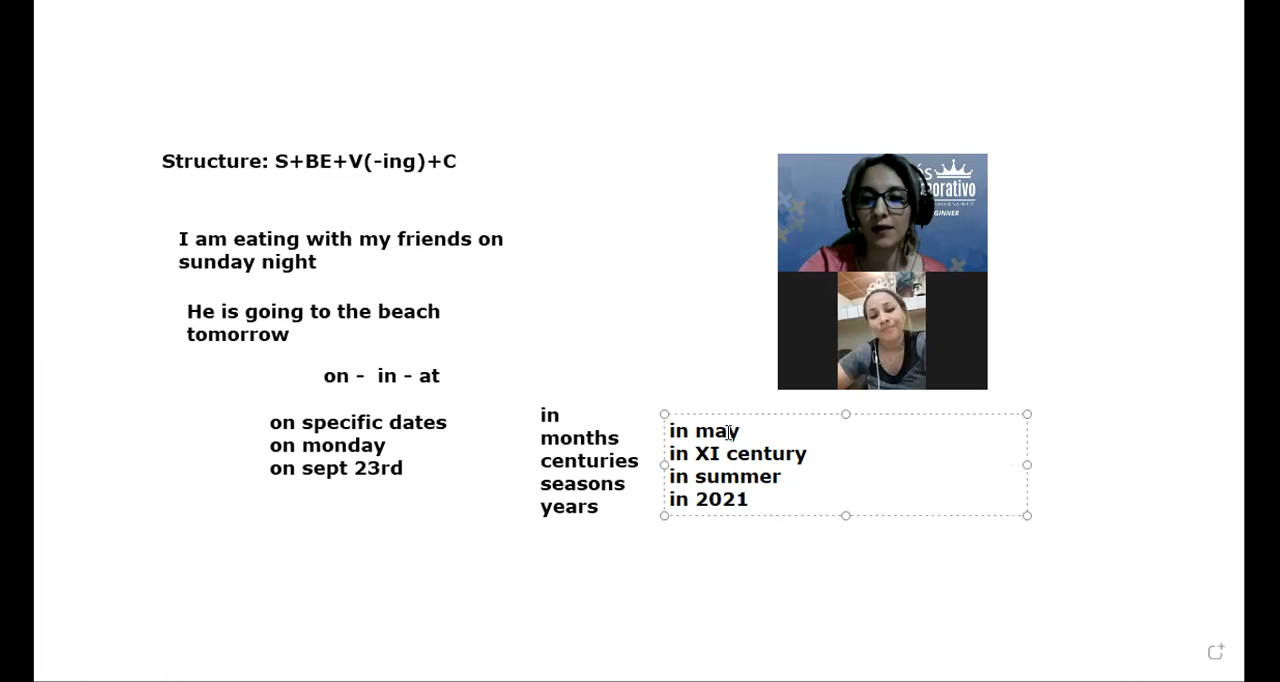 Structure: S+BE+V(-ing)+C
I am eating with my friends on
sunday night
He is going to the beach
tomorrow
on - in - at
on specific dates
on monday
on sept 23rd
in
months
centuries
seasons
years
in may
in XI century
in summer
in 2021